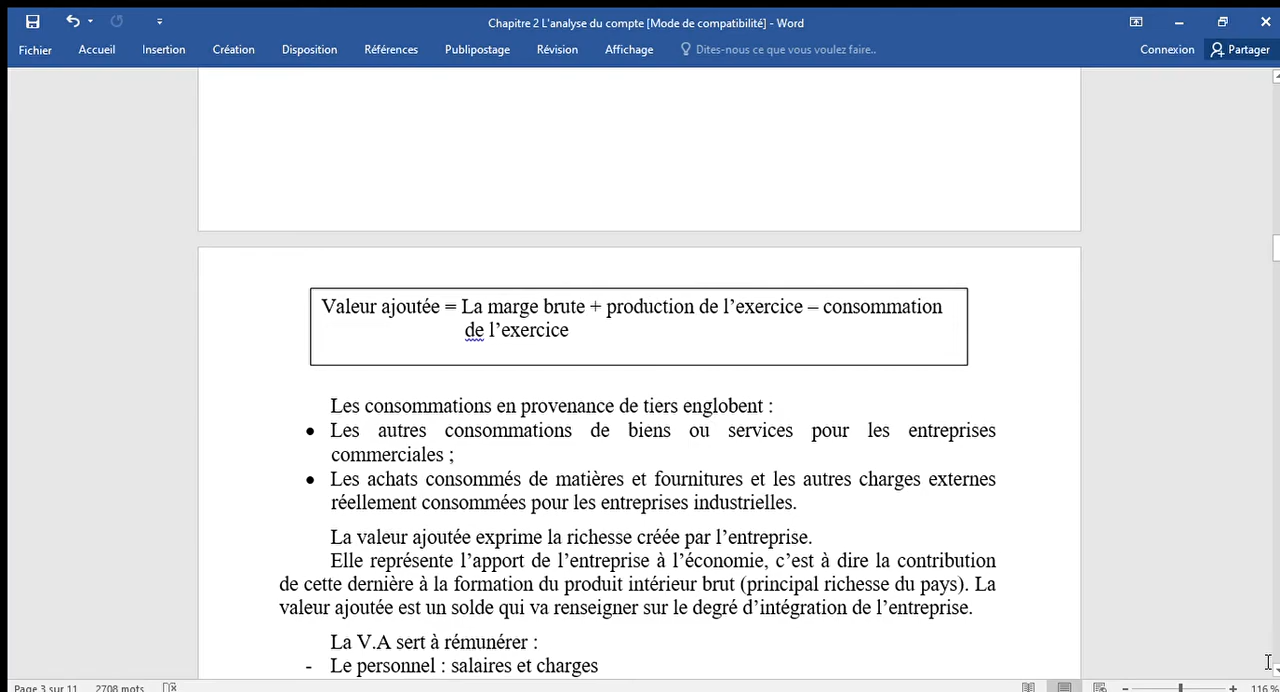 Chapitre 2 L'analyse du compte [Mode de compatibilité] - Word
Fichier Accueil Insertion Création Disposition Références Publipostage Révision Affichage Dites-nous ce que vous voulez faire.. Connexion Partager
Valeur ajoutée = La marge brute + production de l’exercice – consommation
de l’exercice
Les consommations en provenance de tiers englobent :
• Les autres consommations de biens ou services pour les entreprises
commerciales ;
• Les achats consommés de matières et fournitures et les autres charges externes
réellement consommées pour les entreprises industrielles.
La valeur ajoutée exprime la richesse créée par l’entreprise.
Elle représente l’apport de l’entreprise à l’économie, c’est à dire la contribution
de cette dernière à la formation du produit intérieur brut (principal richesse du pays). La
valeur ajoutée est un solde qui va renseigner sur le degré d’intégration de l’entreprise.
La V.A sert à rémunérer :
- Le personnel : salaires et charges
Page 3 sur 11 2708 mots 116 %